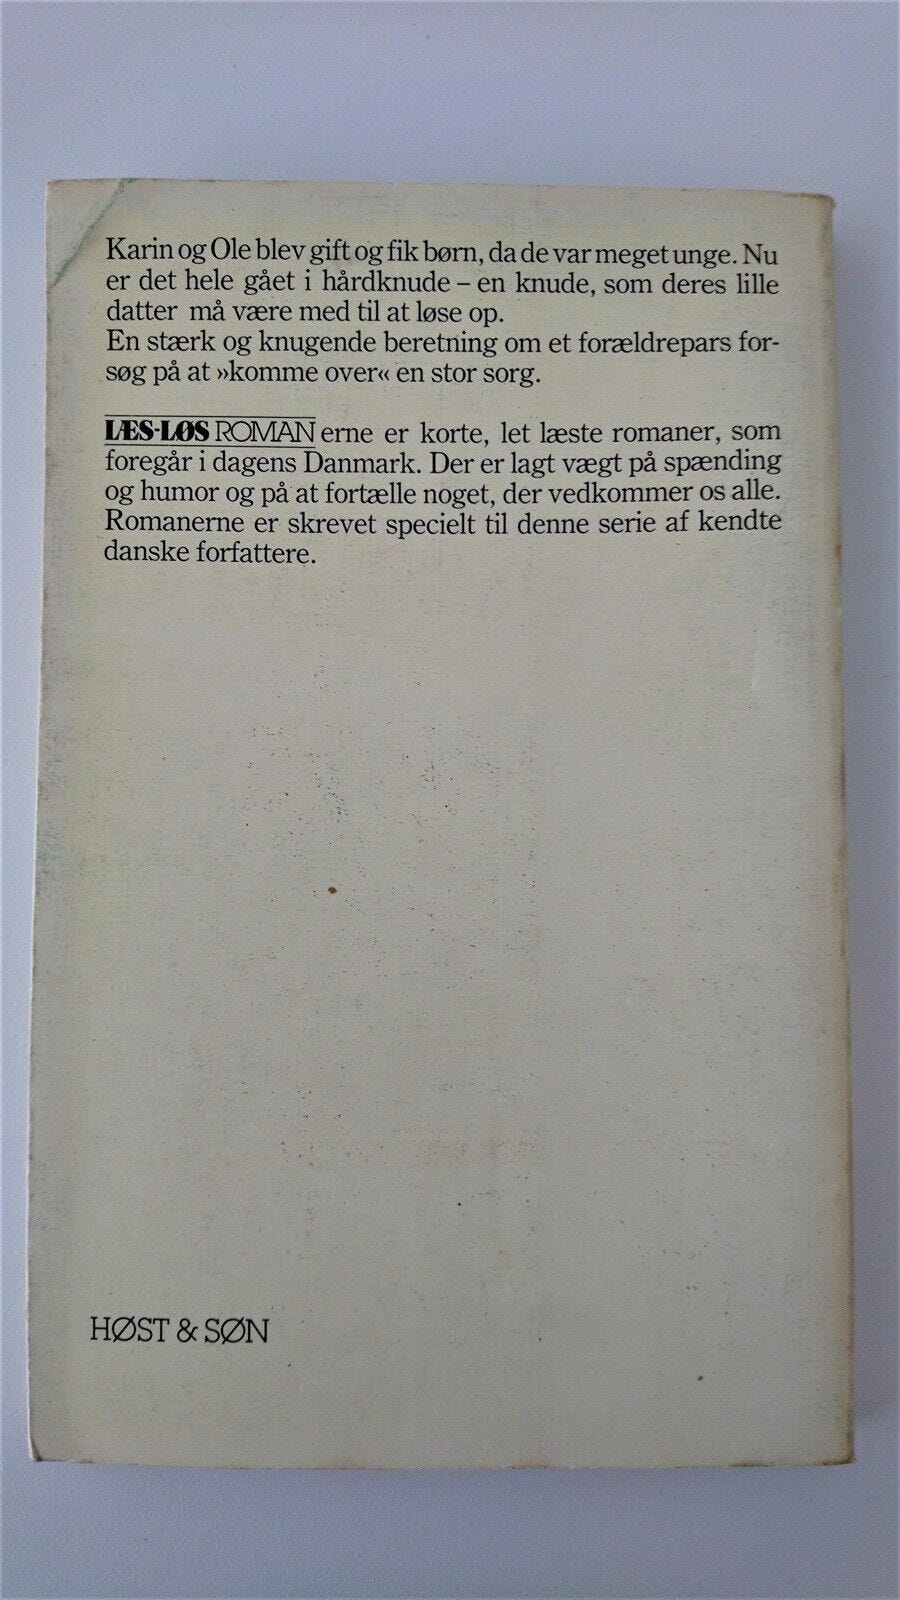 Karin og Ole blev gift og fik børn, da de var meget unge. Nu
er det hele gået i hårdknude – en knude, som deres lille
datter må være med til at løse op.
En stærk og knugende beretning om et forældrepars for-
søg på at »komme over« en stor sorg.
LÆS-LØS ROMANerne er korte, let læste romaner, som
foregår i dagens Danmark. Der er lagt vægt på spænding
og humor og på at fortælle noget, der vedkommer os alle.
Romanerne er skrevet specielt til denne serie af kendte
danske forfattere.
HØST & SØN